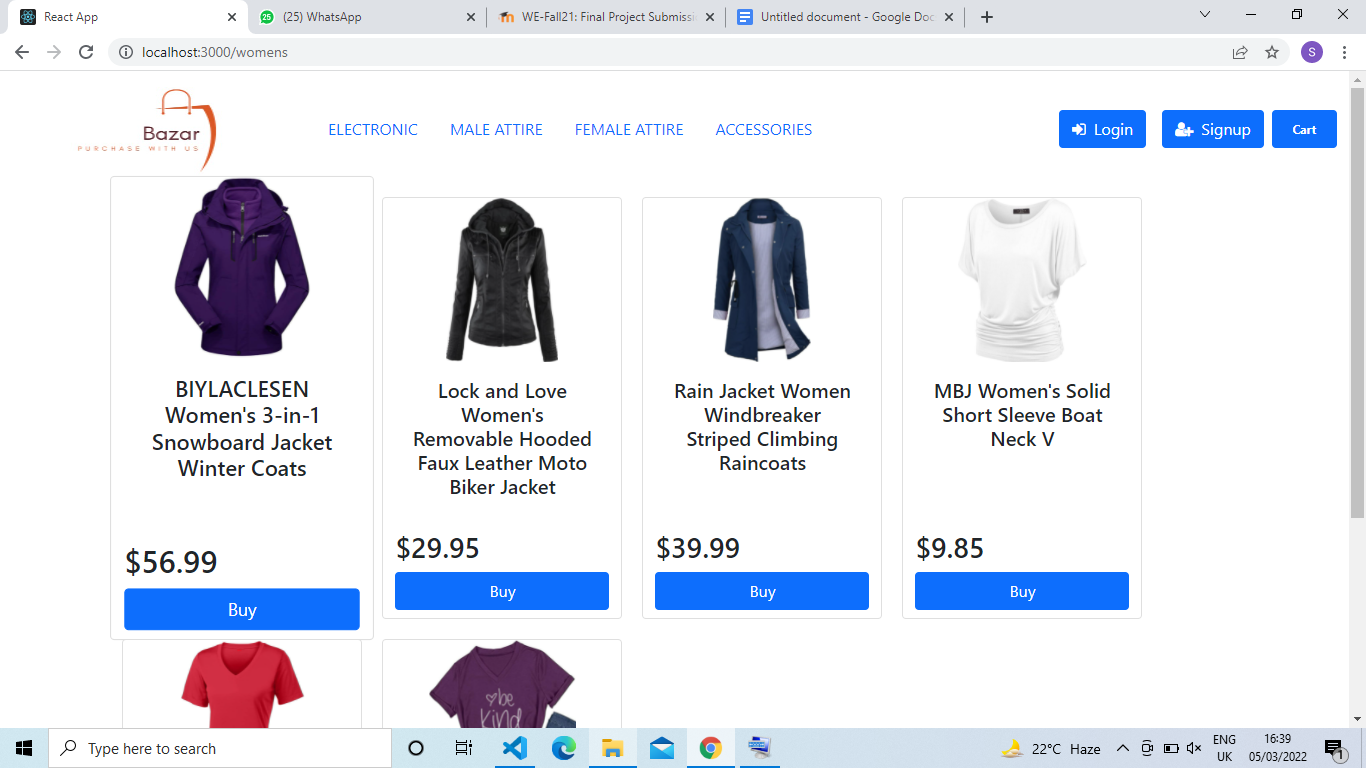 React App
(25) WhatsApp
WE-Fall21: Final Project Submissi
Untitled document - Google Doc
localhost:3000/womens
S
Bazar
PURCHASE WITH US
ELECTRONIC
MALE ATTIRE
FEMALE ATTIRE
ACCESSORIES
Login
Signup
Cart
BIYLACLESEN
Women's 3-in-1
Snowboard Jacket
Winter Coats
$56.99
Buy
Lock and Love
Women's
Removable Hooded
Faux Leather Moto
Biker Jacket
$29.95
Buy
Rain Jacket Women
Windbreaker
Striped Climbing
Raincoats
$39.99
Buy
MBJ Women's Solid
Short Sleeve Boat
Neck V
$9.85
Buy
be
kind
Type here to search
22°C Haze
ENG
UK
16:39
05/03/2022
1